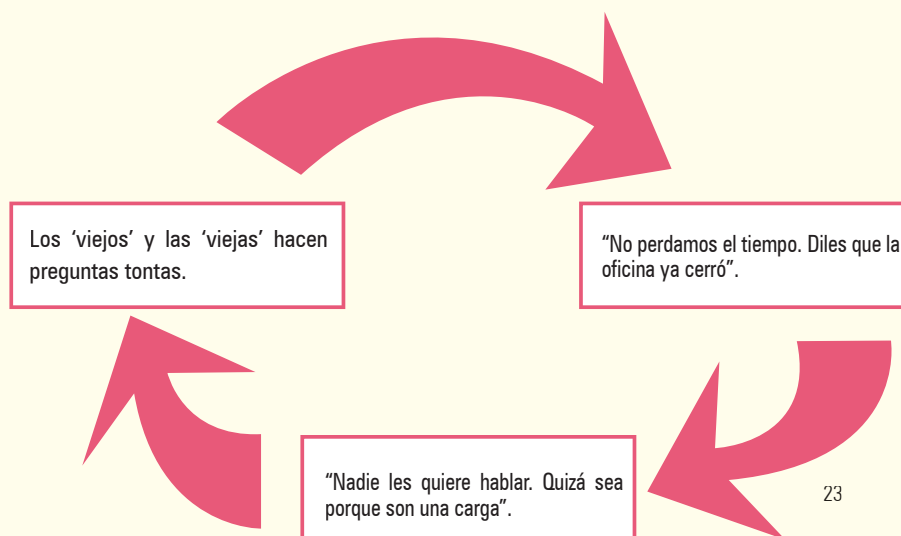 Los ‘viejos’ y las ‘viejas’ hacen
preguntas tontas.
“No perdamos el tiempo. Diles que la
oficina ya cerró”.
“Nadie les quiere hablar. Quizá sea
porque son una carga”.
23